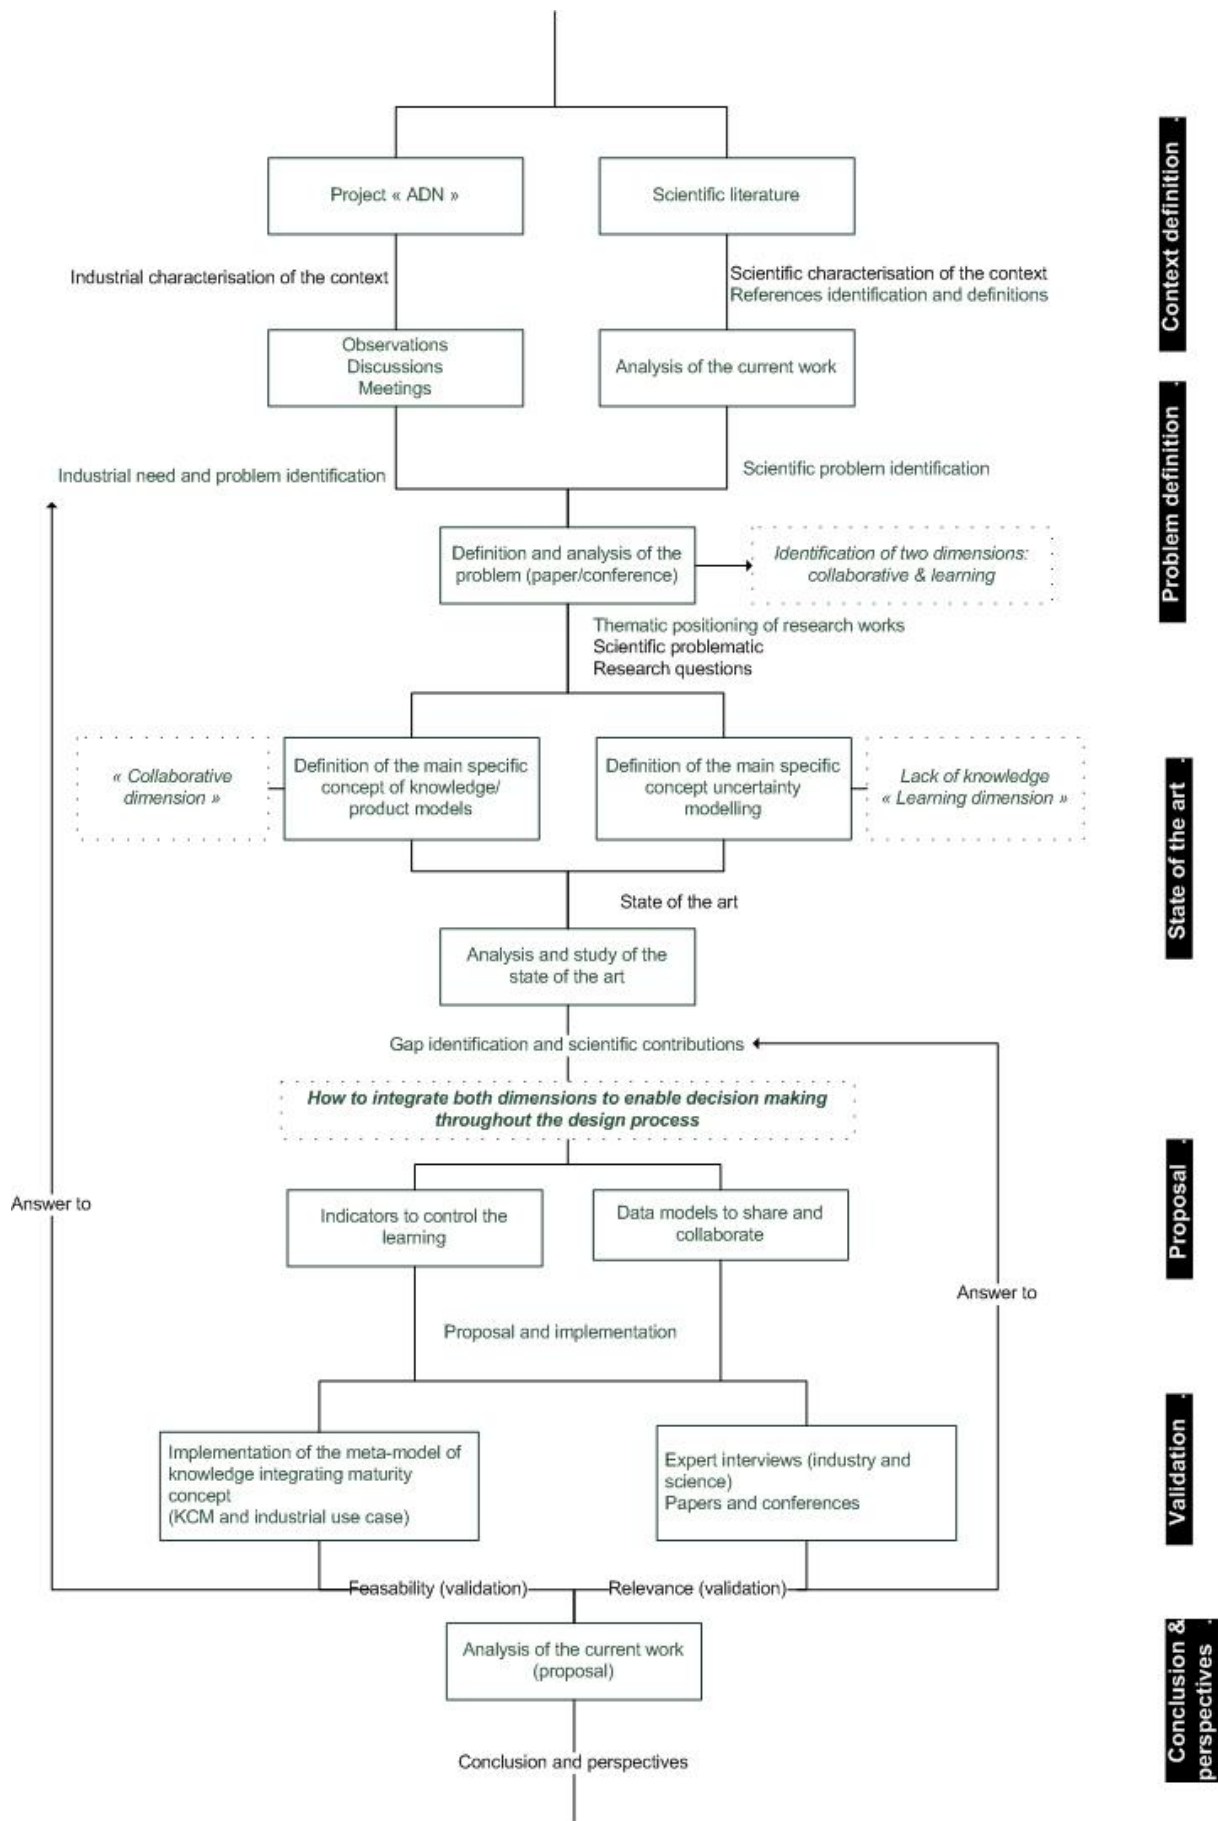 Project « ADN »
Scientific literature
Context definition
Industrial characterisation of the context
Scientific characterisation of the context
References identification and definitions
Observations
Discussions
Meetings
Analysis of the current work
Problem definition
Industrial need and problem identification
Scientific problem identification
Definition and analysis of the
problem (paper/conference)
Identification of two dimensions:
collaborative & learning
Thematic positioning of research works
Scientific problematic
Research questions
« Collaborative
dimension »
Definition of the main specific
concept of knowledge/
product models
Definition of the main specific
concept uncertainty
modelling
Lack of knowledge
« Learning dimension »
State of the art
State of the art
Analysis and study of the
state of the art
Gap identification and scientific contributions
How to integrate both dimensions to enable decision making
throughout the design process
Proposal
Answer to
Indicators to control the
learning
Data models to share and
collaborate
Answer to
Proposal and implementation
Validation
Implementation of the meta-model of
knowledge integrating maturity
concept
(KCM and industrial use case)
Expert interviews (industry and
science)
Papers and conferences
Feasability (validation)
Relevance (validation)
Analysis of the current work
(proposal)
Conclusion &
perspectives
Conclusion and perspectives